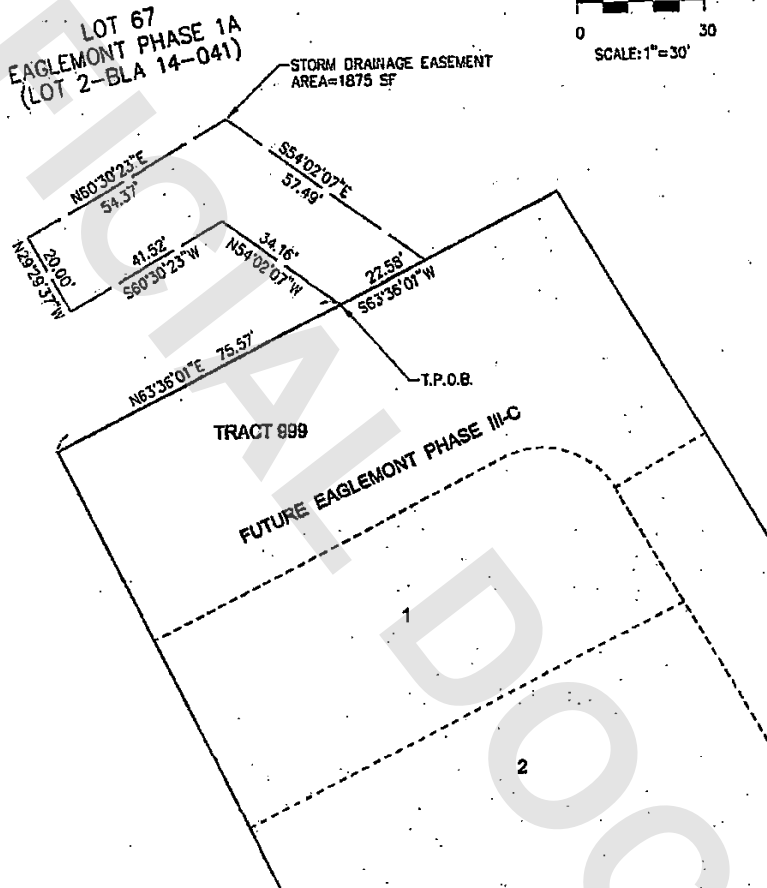 LOT 67
EAGLEMONT PHASE 1A
(LOT 2-BLA 14-041)
0 30
SCALE: 1"=30'
STORM DRAINAGE EASEMENT
AREA=1875 SF
N60°30'23"E
54.37'
S54°02'07"E
57.49'
N29°29'37"W
20.00'
41.52'
S60°30'23"W
34.16'
N54°02'07"W
22.58'
S63°36'01"W
N63°36'01"E 75.57'
T.P.O.B.
TRACT 999
FUTURE EAGLEMONT PHASE III-C
1
2
FICIAL DOC